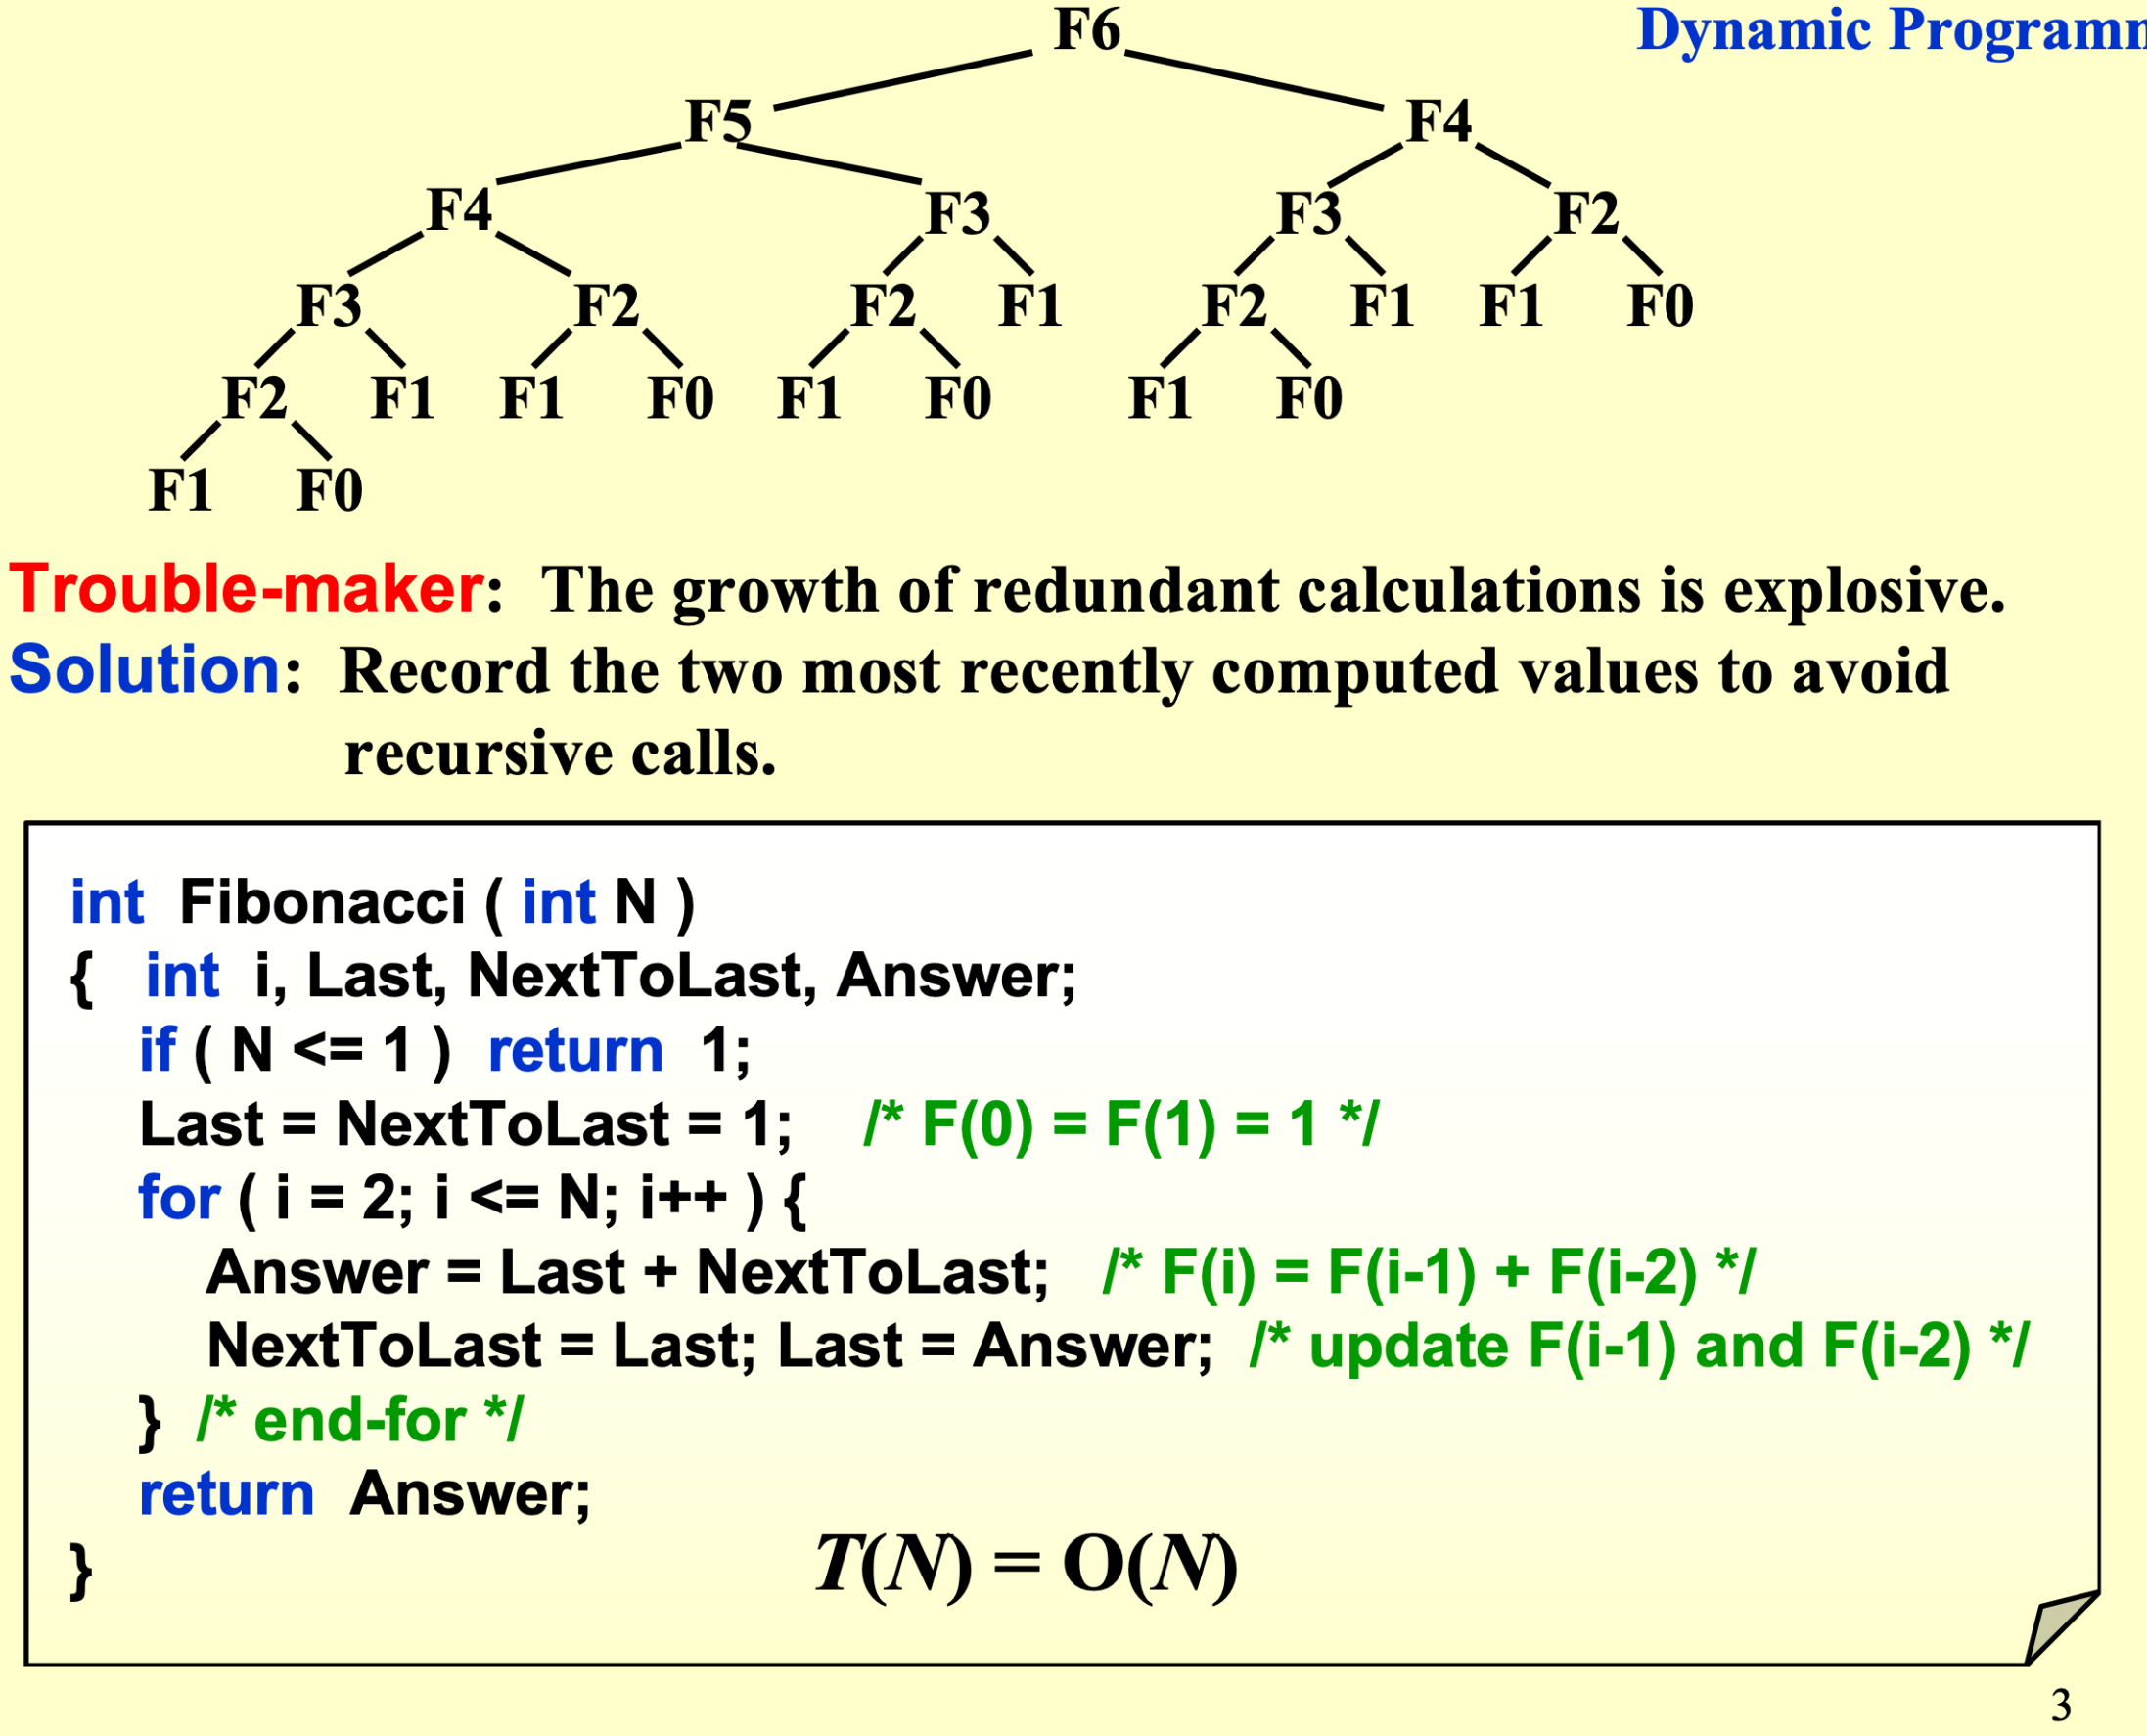 F6 Dynamic Programm
F5 F4
F4 F3 F3 F2
F3 F2 F2 F1 F2 F1 F1 F0
F2 F1 F1 F0 F1 F0 F1 F0
F1 F0
Trouble-maker: The growth of redundant calculations is explosive.
Solution: Record the two most recently computed values to avoid
recursive calls.
int Fibonacci ( int N )
{ int i, Last, NextToLast, Answer;
if ( N <= 1 ) return 1;
Last = NextToLast = 1; /* F(0) = F(1) = 1 */
for ( i = 2; i <= N; i++ ) {
Answer = Last + NextToLast; /* F(i) = F(i-1) + F(i-2) */
NextToLast = Last; Last = Answer; /* update F(i-1) and F(i-2) */
} /* end-for */
return Answer;
} T(N) = O(N)
3